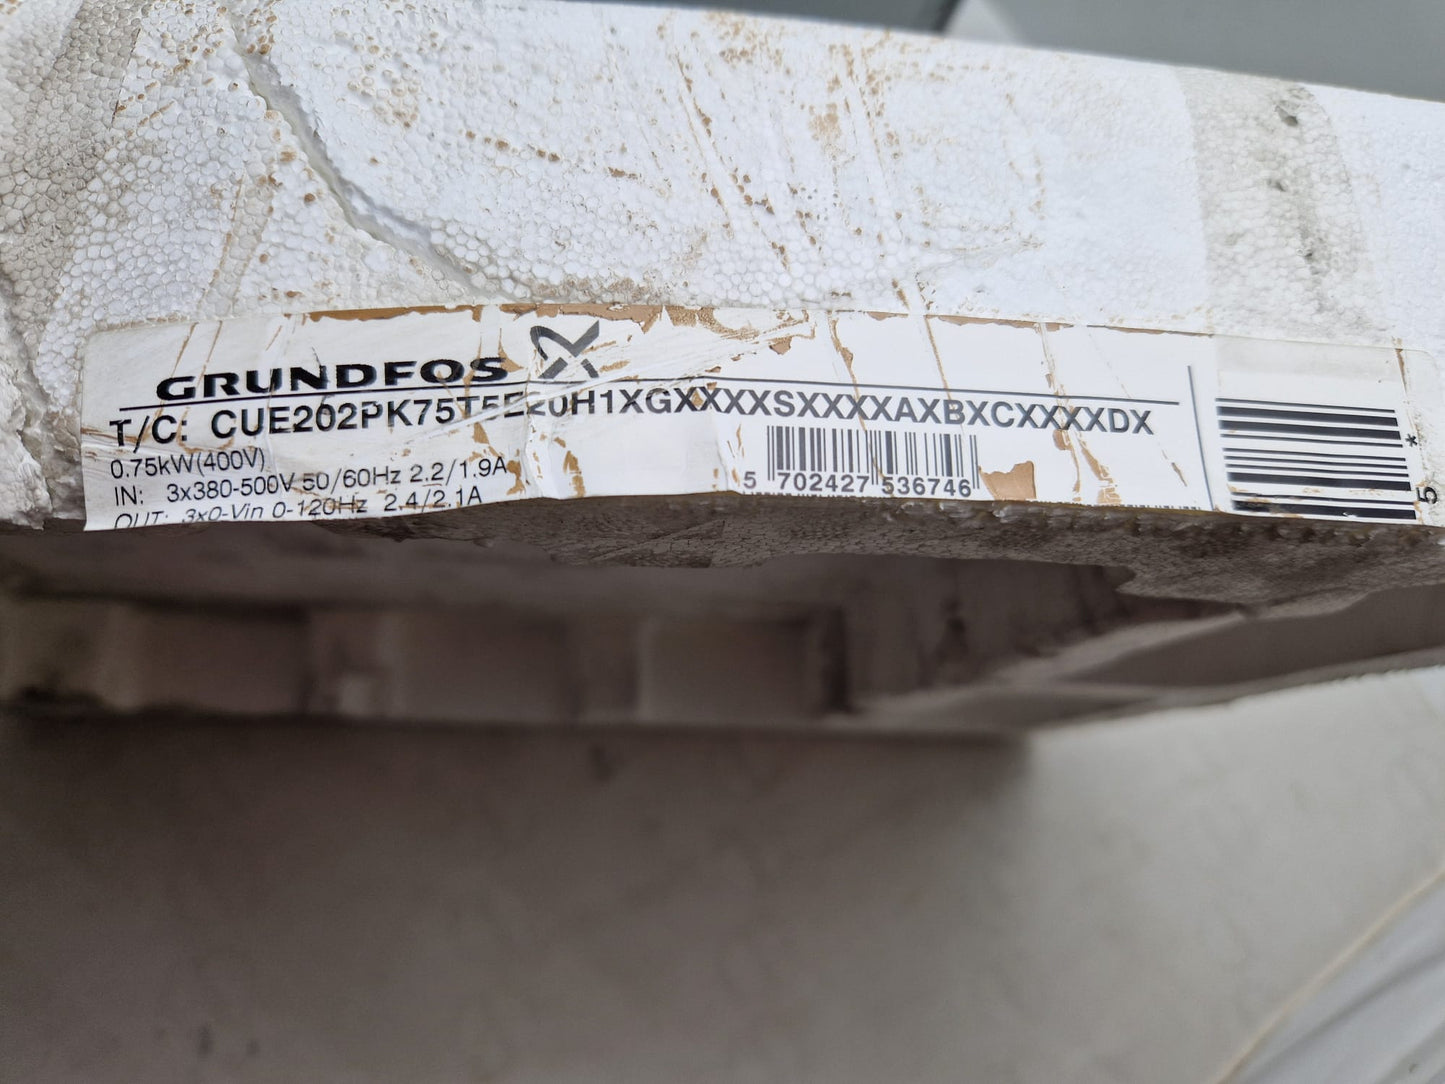 GRUNDFOS
T/C: CUE202PK75T5E20H1XGXXXXSXXXXAXBXCXXXXDX
0.75kW(400V)
IN: 3x380-500V 50/60Hz 2.2/1.9A
OUT: 3x0-Vin 0-120Hz 2.4/2.1A
5 702427 536746
* 5